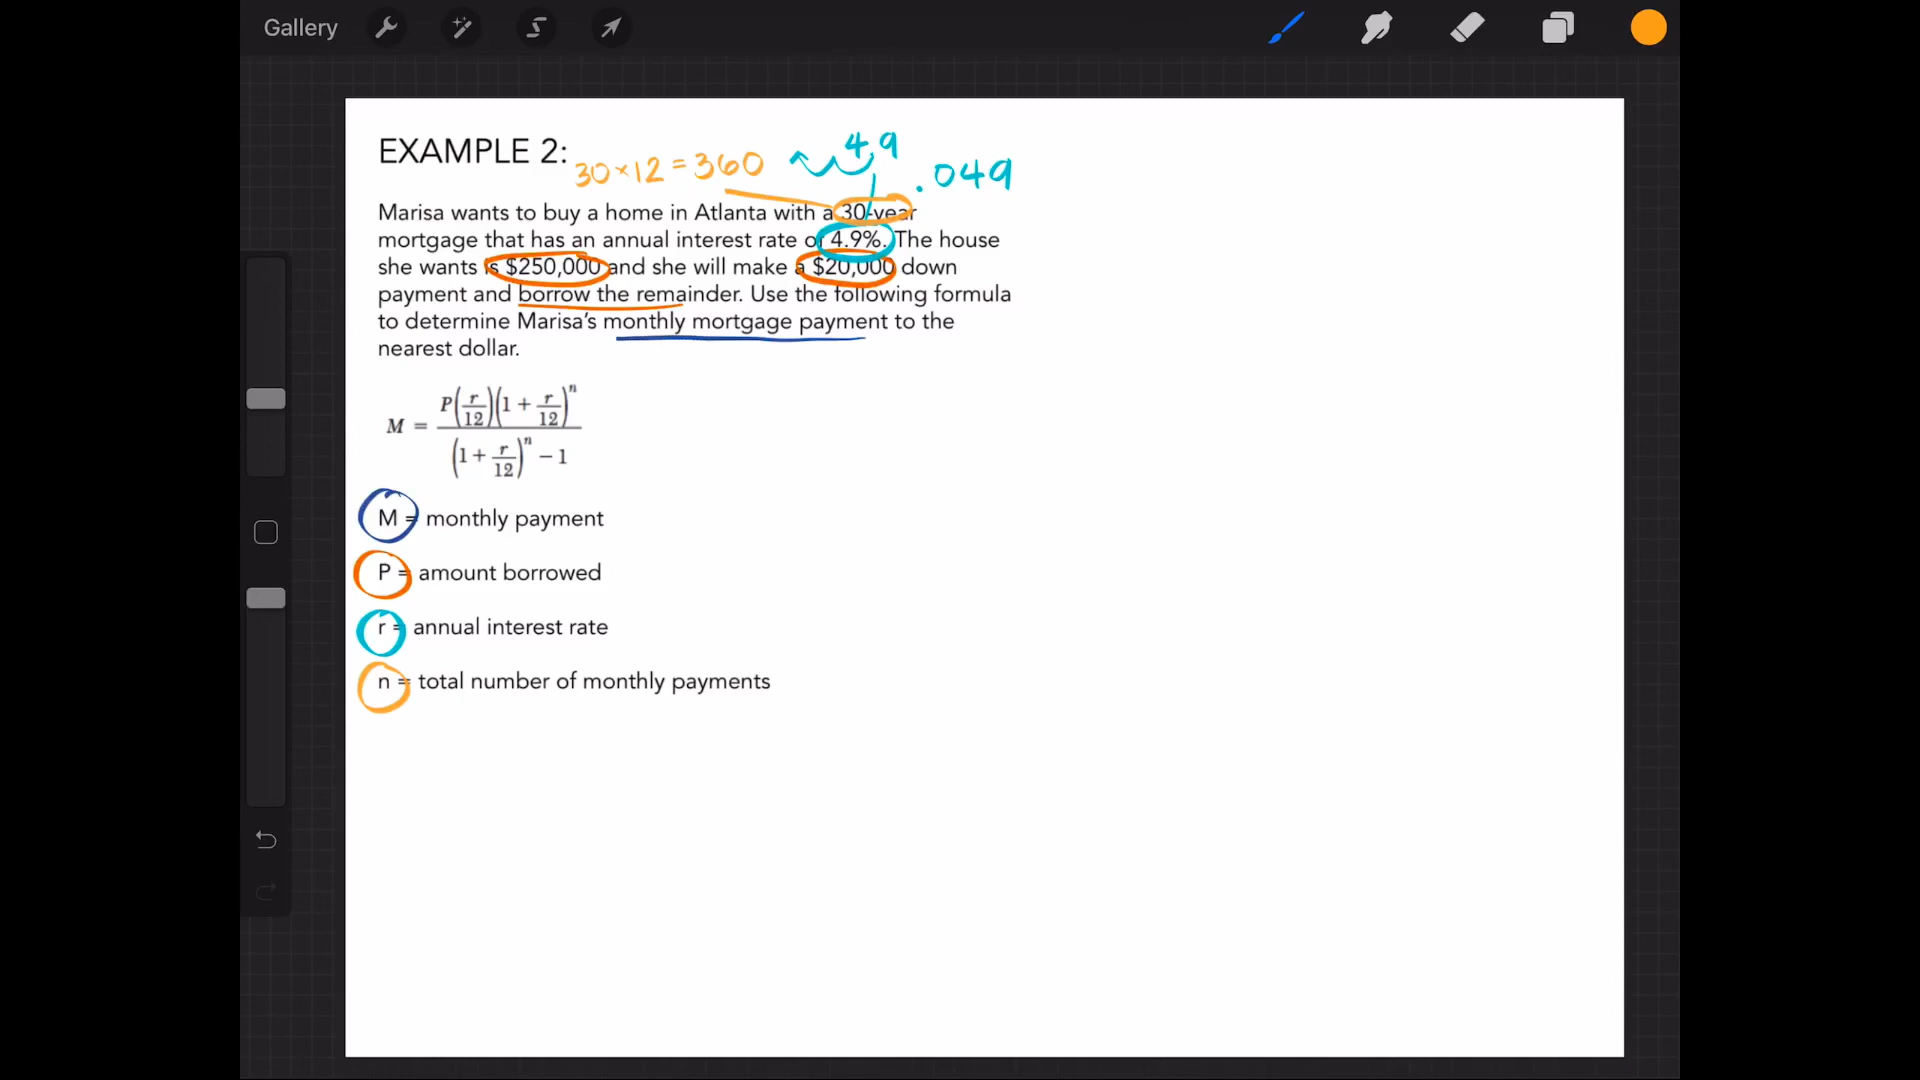 Gallery
EXAMPLE 2:
30×12=360
4.9
.049
Marisa wants to buy a home in Atlanta with a 30-year
mortgage that has an annual interest rate of 4.9%. The house
she wants is $250,000 and she will make a $20,000 down
payment and borrow the remainder. Use the following formula
to determine Marisa’s monthly mortgage payment to the
nearest dollar.
M = P(r/12)(1 + r/12)^n / (1 + r/12)^n − 1
M = monthly payment
P = amount borrowed
r = annual interest rate
n = total number of monthly payments